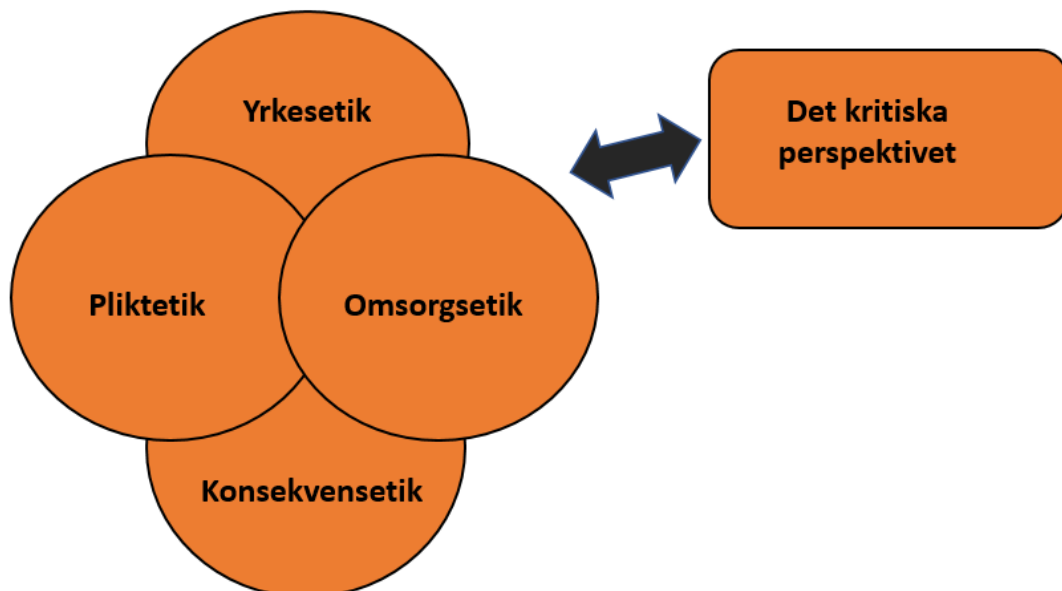 Yrkesetik
Det kritiska
perspektivet
Pliktetik
Omsorgsetik
Konsekvensetik